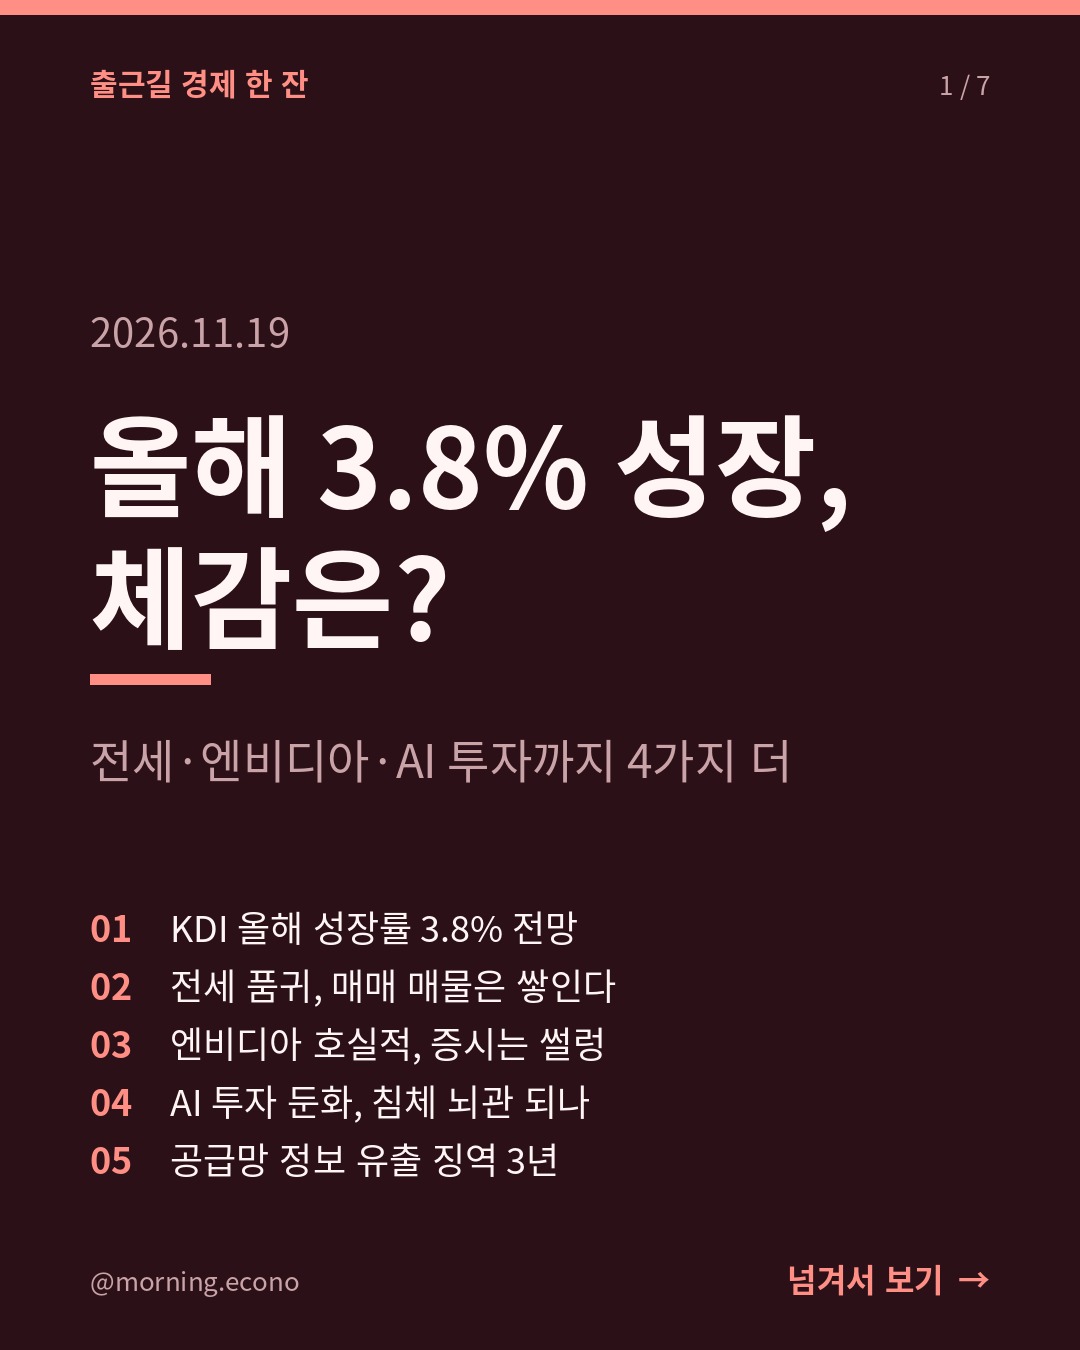 출근길 경제 한 잔
1 / 7
2026.11.19
올해 3.8% 성장,
체감은?
전세·엔비디아·AI 투자까지 4가지 더
01 KDI 올해 성장률 3.8% 전망
02 전세 품귀, 매매 매물은 쌓인다
03 엔비디아 호실적, 증시는 썰렁
04 AI 투자 둔화, 침체 뇌관 되나
05 공급망 정보 유출 징역 3년
@morning.econo
넘겨서 보기 →